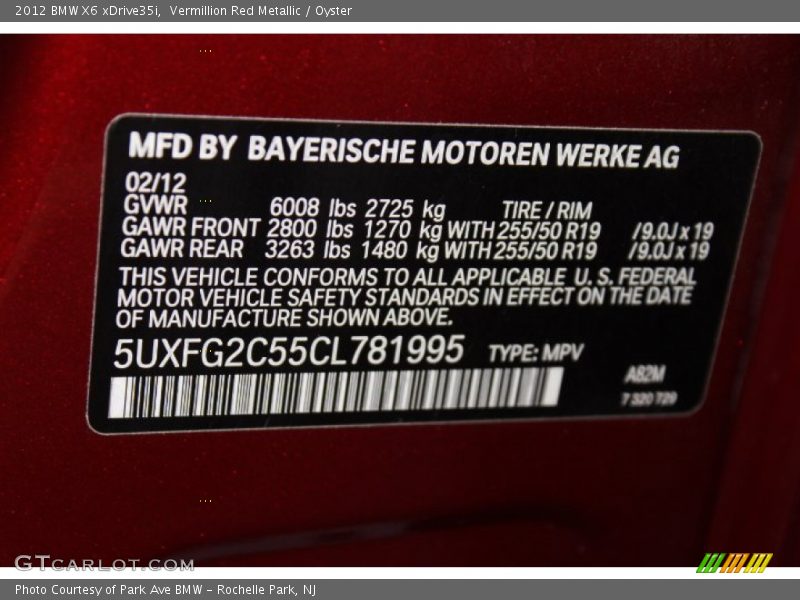 2012 BMW X6 xDrive35i, Vermillion Red Metallic / Oyster
MFD BY BAYERISCHE MOTOREN WERKE AG
02/12
GVWR 6008 lbs 2725 kg TIRE / RIM
GAWR FRONT 2800 lbs 1270 kg WITH 255/50 R19 /9.0J x 19
GAWR REAR 3263 lbs 1480 kg WITH 255/50 R19 /9.0J x 19
THIS VEHICLE CONFORMS TO ALL APPLICABLE U. S. FEDERAL
MOTOR VEHICLE SAFETY STANDARDS IN EFFECT ON THE DATE
OF MANUFACTURE SHOWN ABOVE.
5UXFG2C55CL781995 TYPE: MPV
A82M
7 320 729
GTCARLOT.COM
Photo Courtesy of Park Ave BMW - Rochelle Park, NJ